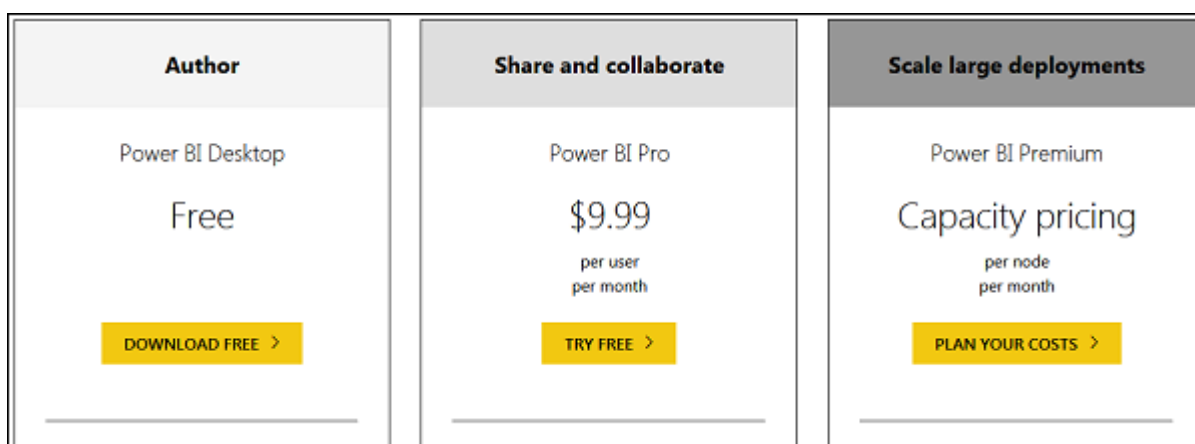 Author
Power BI Desktop
Free
DOWNLOAD FREE >
Share and collaborate
Power BI Pro
$9.99
per user
per month
TRY FREE >
Scale large deployments
Power BI Premium
Capacity pricing
per node
per month
PLAN YOUR COSTS >